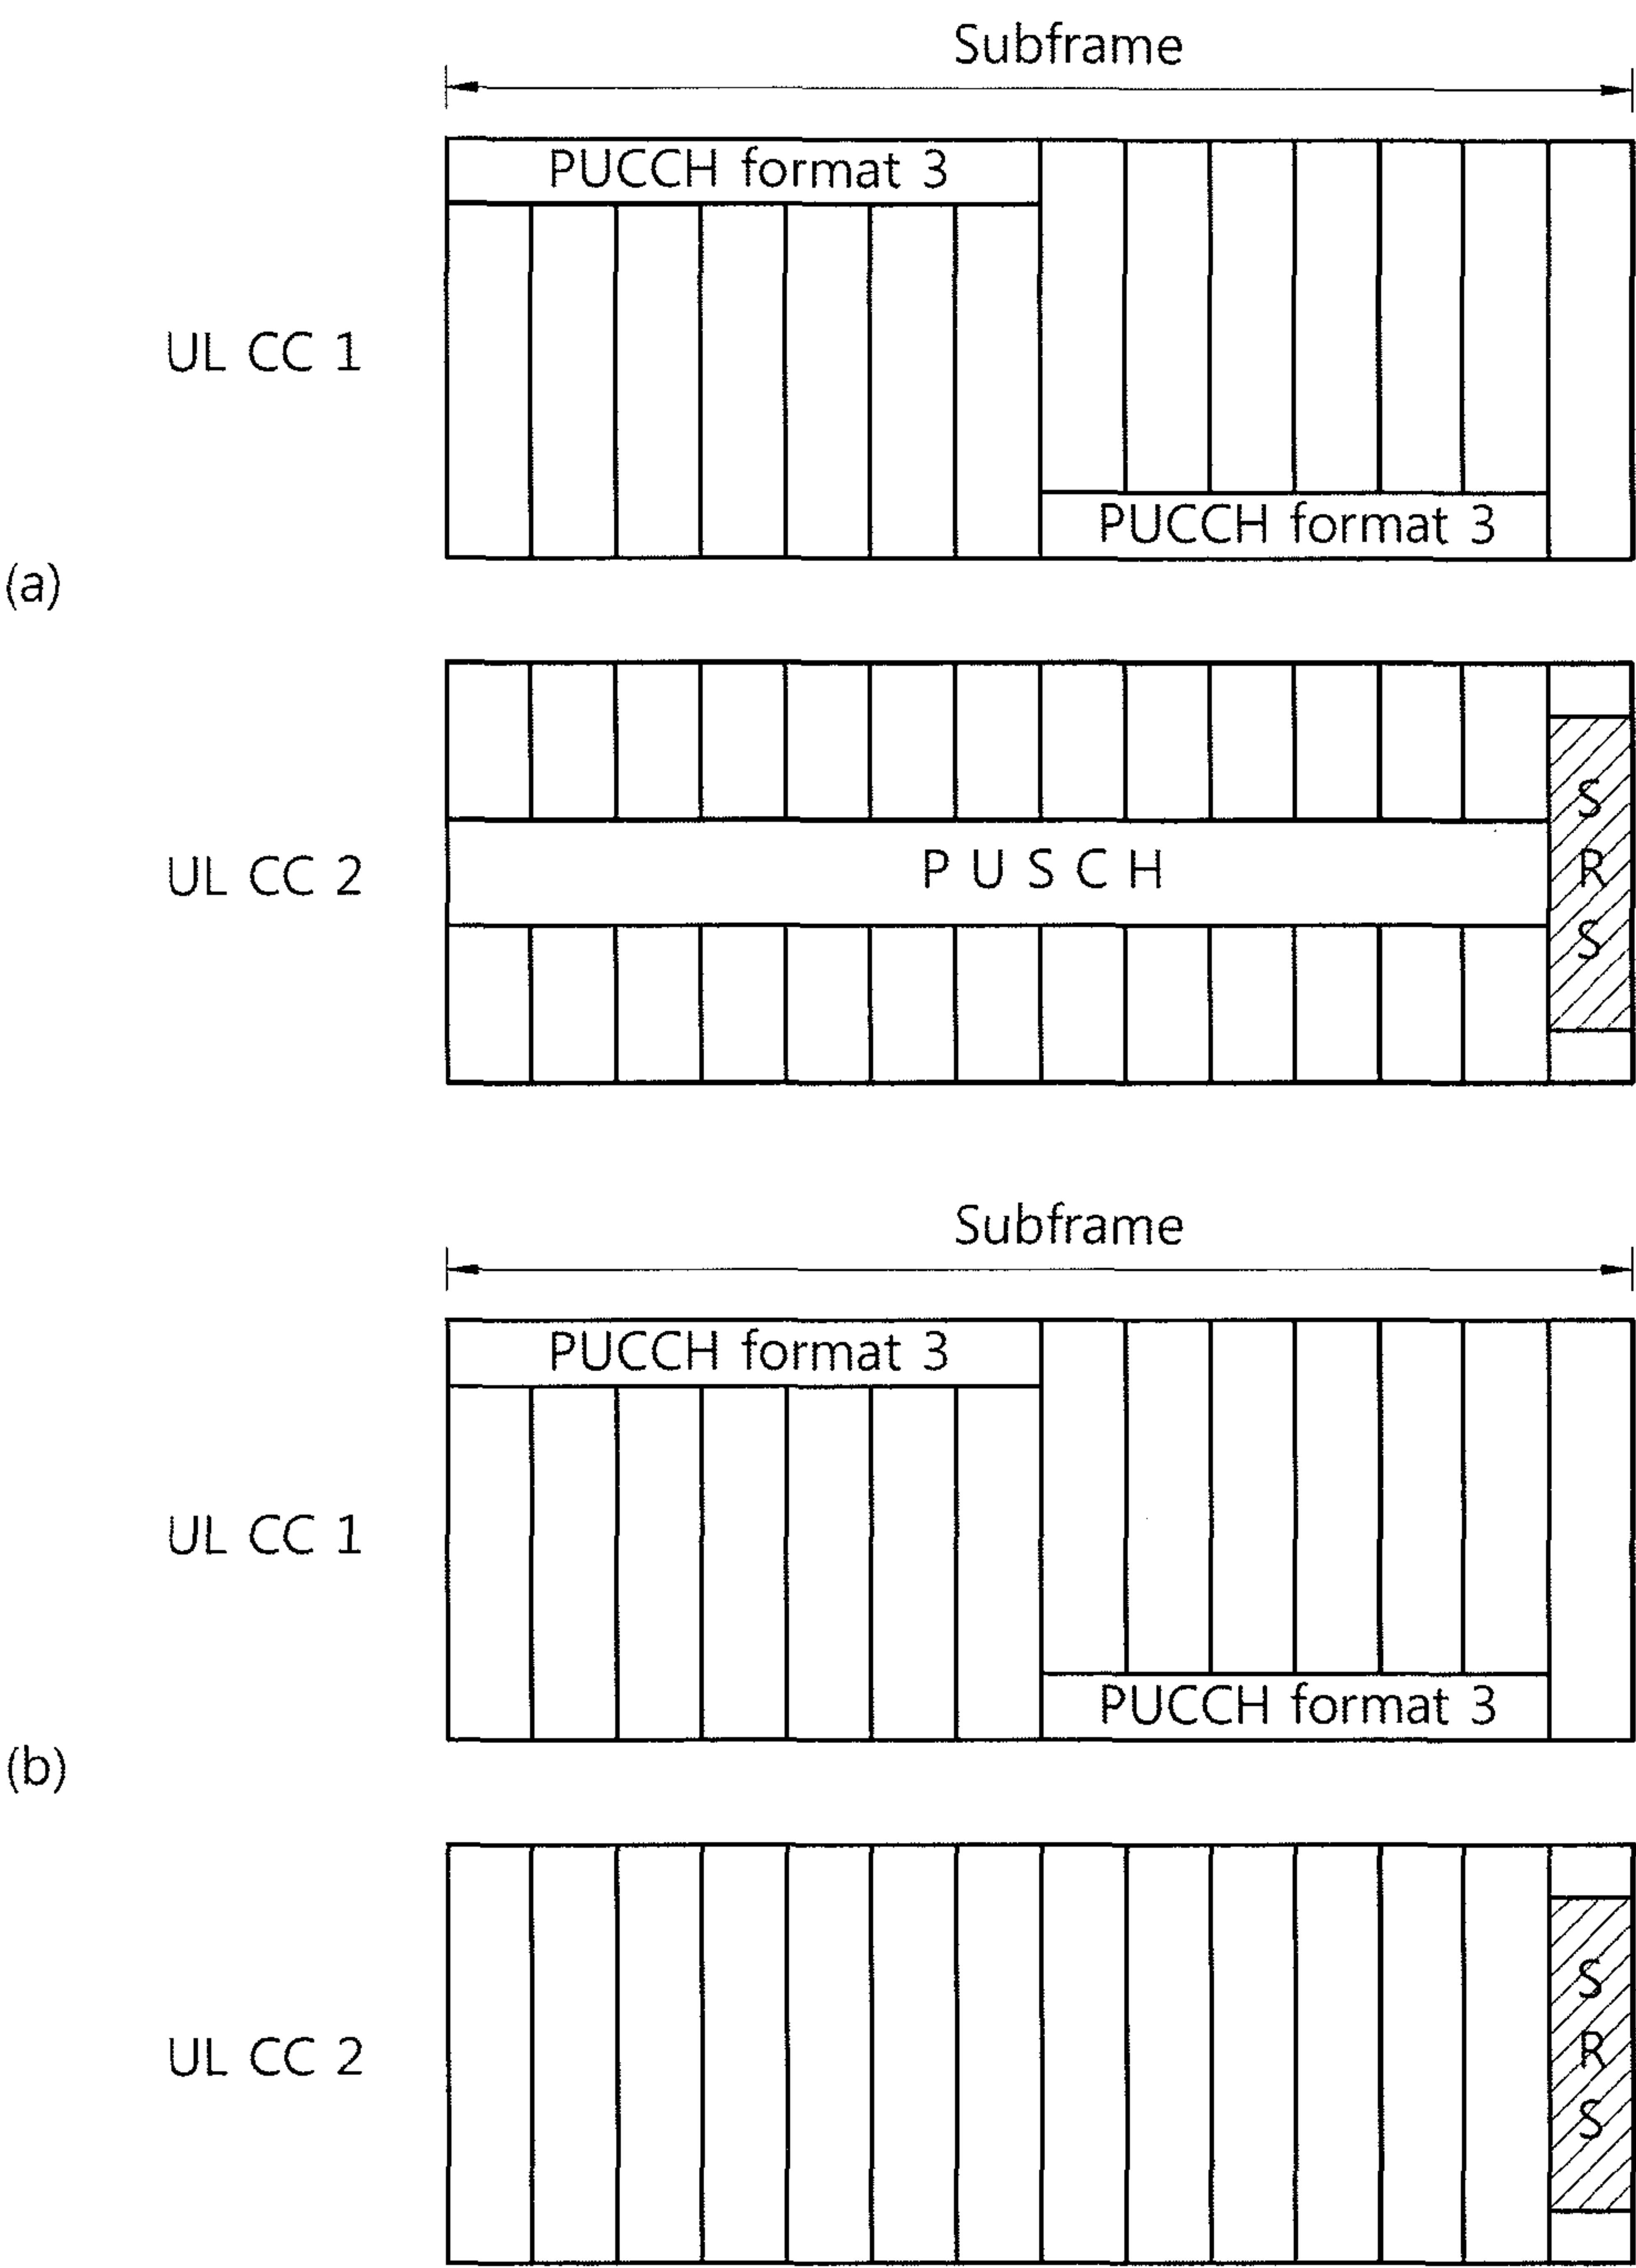 Subframe
PUCCH format 3
UL CC 1
PUCCH format 3
(a)
UL CC 2
P U S C H
S
R
S
Subframe
PUCCH format 3
UL CC 1
PUCCH format 3
(b)
UL CC 2
S
R
S